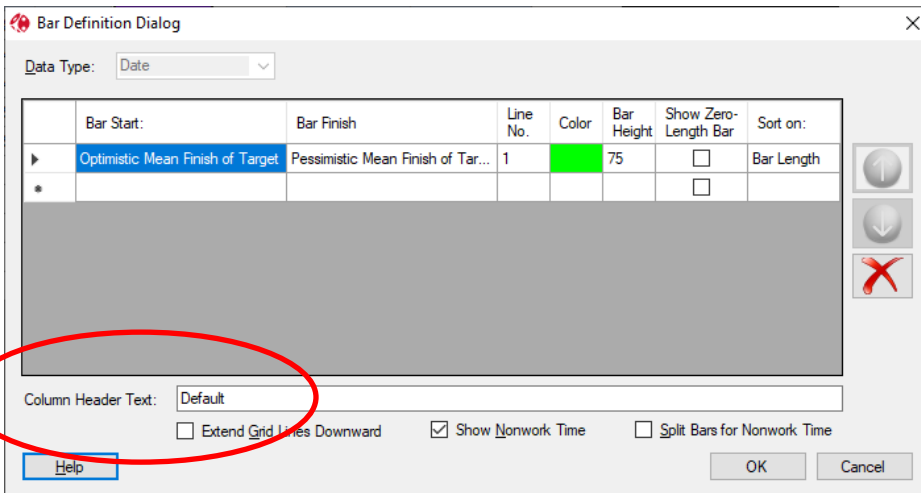 Bar Definition Dialog
Data Type: Date
Bar Start: Bar Finish Line No. Color Bar Height Show Zero-Length Bar Sort on:
Optimistic Mean Finish of Target Pessimistic Mean Finish of Tar... 1 75 Bar Length
Column Header Text: Default
Extend Grid Lines Downward Show Nonwork Time Split Bars for Nonwork Time
Help OK Cancel